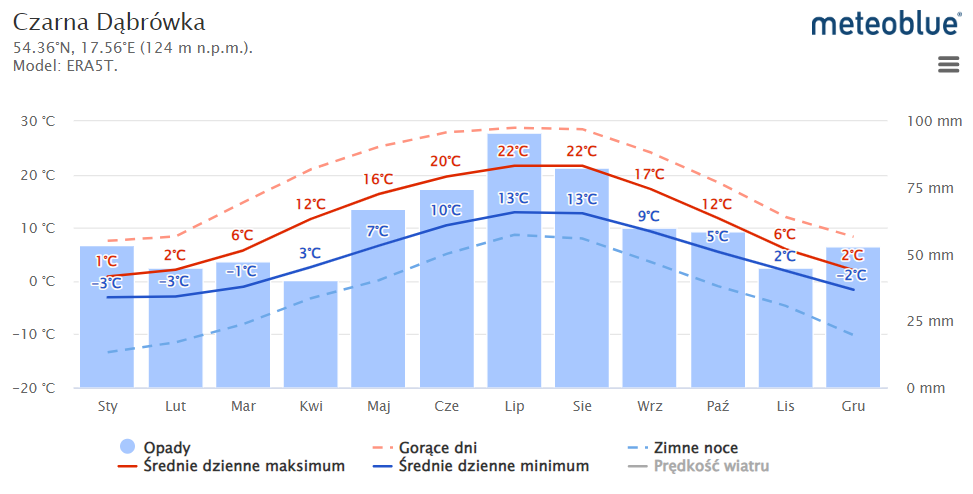 Czarna Dąbrówka
meteoblue®
54.36°N, 17.56°E (124 m n.p.m.).
Model: ERA5T.
30 °C
100 mm
20 °C
75 mm
10 °C
50 mm
0 °C
25 mm
−10 °C
−20 °C
0 mm
1°C 2°C 6°C 12°C 16°C 20°C 22°C 22°C 17°C 12°C 6°C 2°C
−3°C −3°C −1°C 3°C 7°C 10°C 13°C 13°C 9°C 5°C 2°C −2°C
Sty Lut Mar Kwi Maj Cze Lip Sie Wrz Paź Lis Gru
Opady Gorące dni Zimne noce
Średnie dzienne maksimum Średnie dzienne minimum Prędkość wiatru